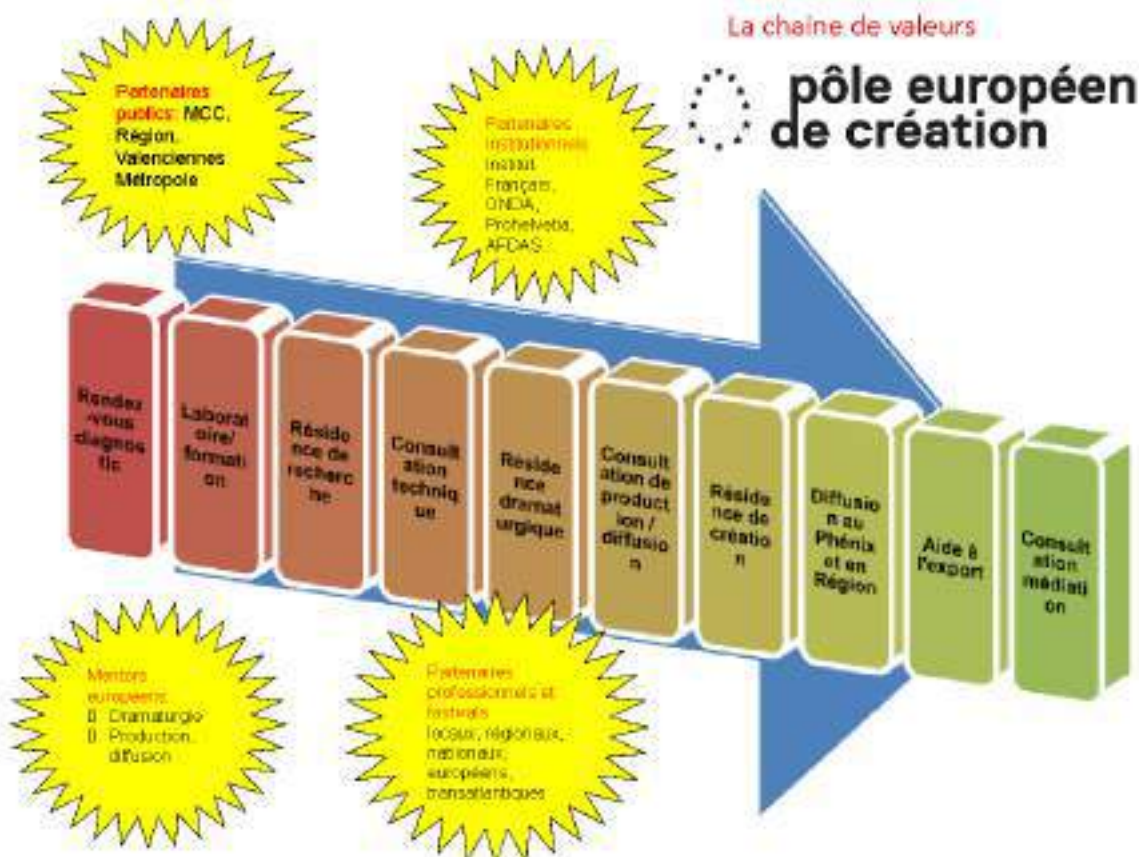 La chaine de valeurs
pôle européen
de création
Partenaires
publics: MCC,
Région,
Valenciennes
Métropole
Partenaires
Institutionnels
Institut
Français,
ONDA,
Prohelvetia,
AFDAS...
Rendez
-vous
diagnos
tic
Laborat
oire/
formati
on
Réside
nce de
recherc
he
Consult
ation
techniq
ue
Réside
nce
dramat
urgique
Consult
ation de
product
ion /
diffusio
n
Réside
nce de
créatio
n
Diffusio
n au
Phénix
et en
Région
Aide à
l'export
Consult
ation
médiati
on
Mentors
européens:
▯ Dramaturgie
▯ Production,
diffusion
Partenaires
professionnels et
festivals
locaux, régionaux,
nationaux,
européens,
transatlantiques